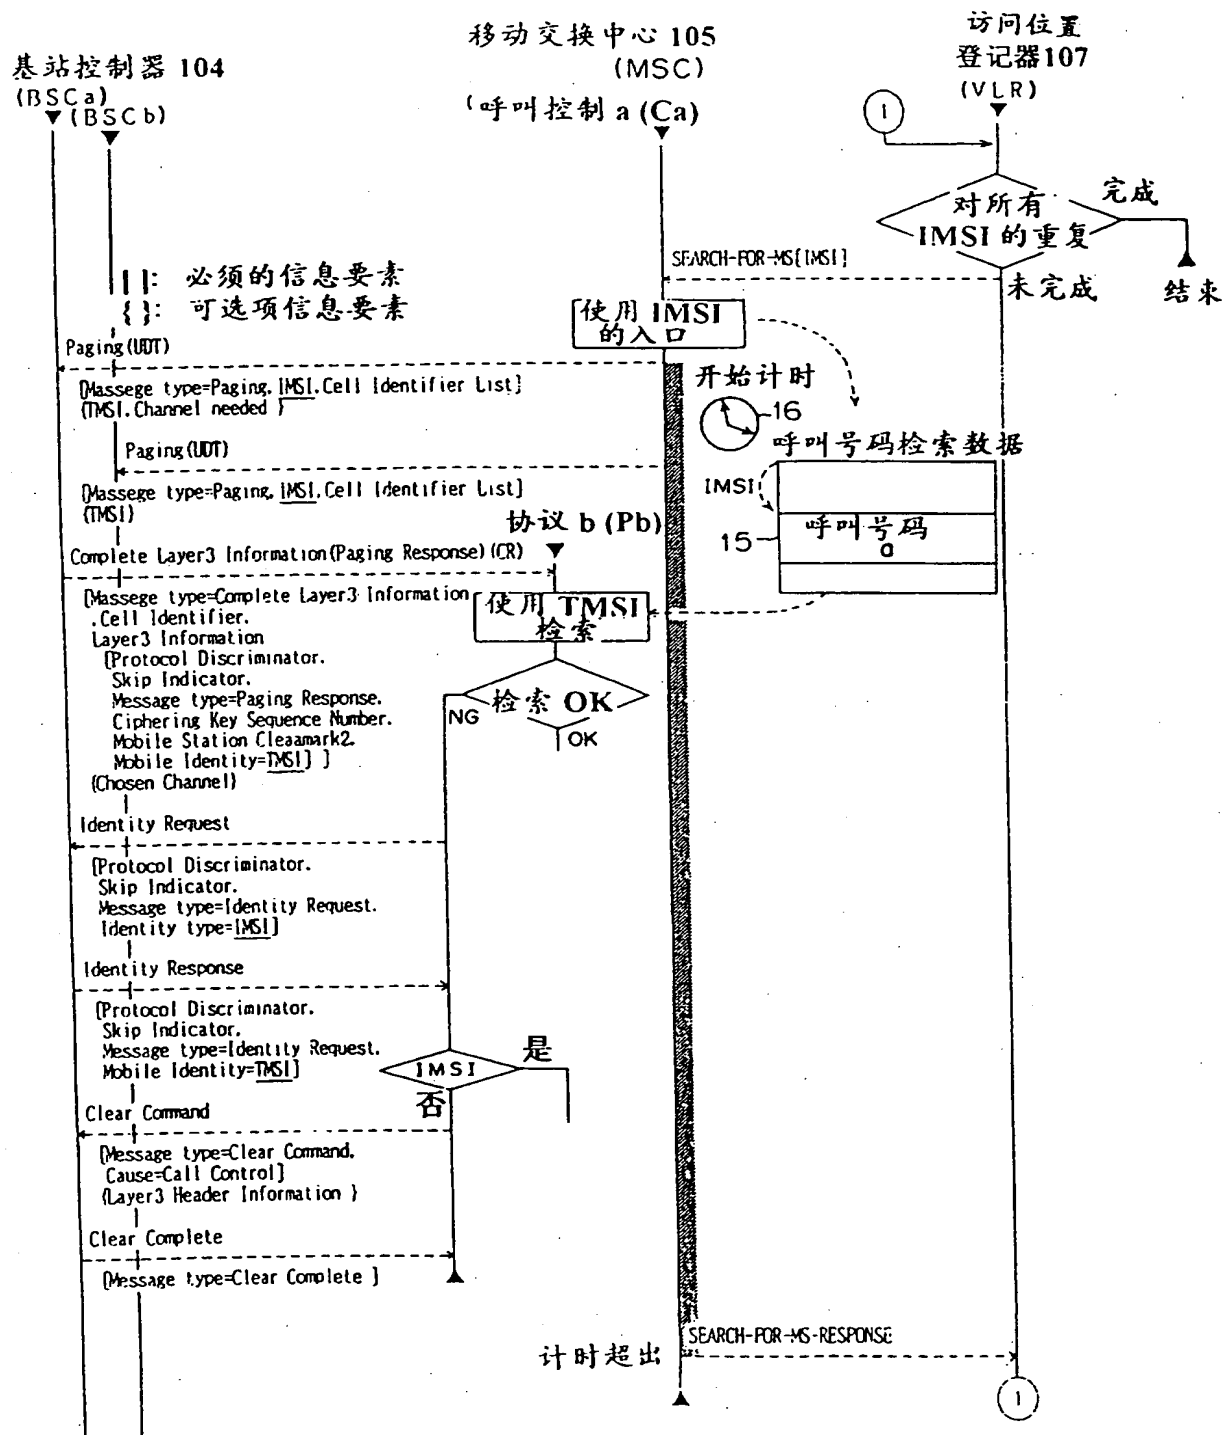 基站控制器 104
(BSCa)
(BSCb)
移动交换中心 105
(MSC)
呼叫控制 a (Ca)
访问位置
登记器107
(VLR)
1
对所有
IMSI 的重复
完成
结束
未完成
SEARCH-FOR-MS[IMSI]
[ ]: 必须的信息要素
{ }: 可选项信息要素
使用 IMSI
的入口
Paging(UDT)
[Massege type=Paging. IMSI.Cell Identifier List]
{TMSI.Channel needed }
开始计时
16
呼叫号码检索数据
IMSI
15
呼叫号码
a
Paging(UDT)
[Massege type=Paging. IMSI.Cell Identifier List]
{TMSI}
协议 b (Pb)
Complete Layer3 Information(Paging Response)(CR)
[Massege type=Complete Layer3 Information
.Cell Identifier.
Layer3 Information
[Protocol Discriminator.
Skip Indicator.
Message type=Paging Response.
Ciphering Key Sequence Number.
Mobile Station Cleaamark2.
Mobile Identity=TMSI] ]
{Chosen Channel}
使用 TMSI
检索
检索 OK
NG
OK
Identity Request
[Protocol Discriminator.
Skip Indicator.
Message type=Identity Request.
Identity type=IMSI]
Identity Response
[Protocol Discriminator.
Skip Indicator.
Message type=Identity Request.
Mobile Identity=TMSI]
IMSI
是
否
Clear Command
[Message type=Clear Command.
Cause=Call Control]
{Layer3 Header Information }
Clear Complete
[Message type=Clear Complete ]
SEARCH-FOR-MS-RESPONSE
计时超出
1